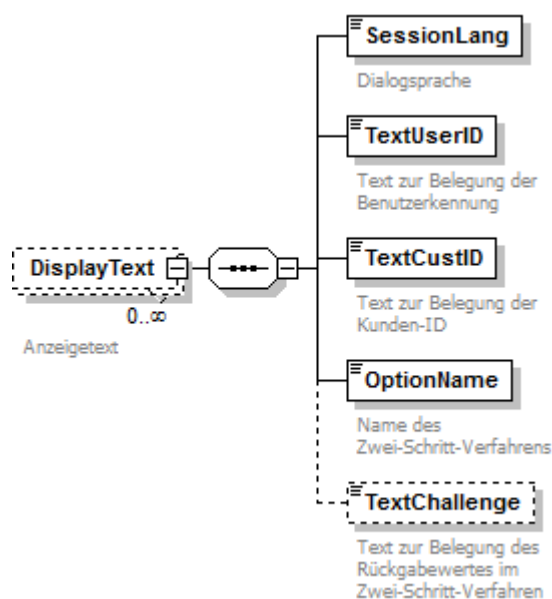 SessionLang
Dialogsprache
TextUserID
Text zur Belegung der
Benutzerkennung
DisplayText
0..∞
Anzeigetext
TextCustID
Text zur Belegung der
Kunden-ID
OptionName
Name des
Zwei-Schritt-Verfahrens
TextChallenge
Text zur Belegung des
Rückgabewertes im
Zwei-Schritt-Verfahren